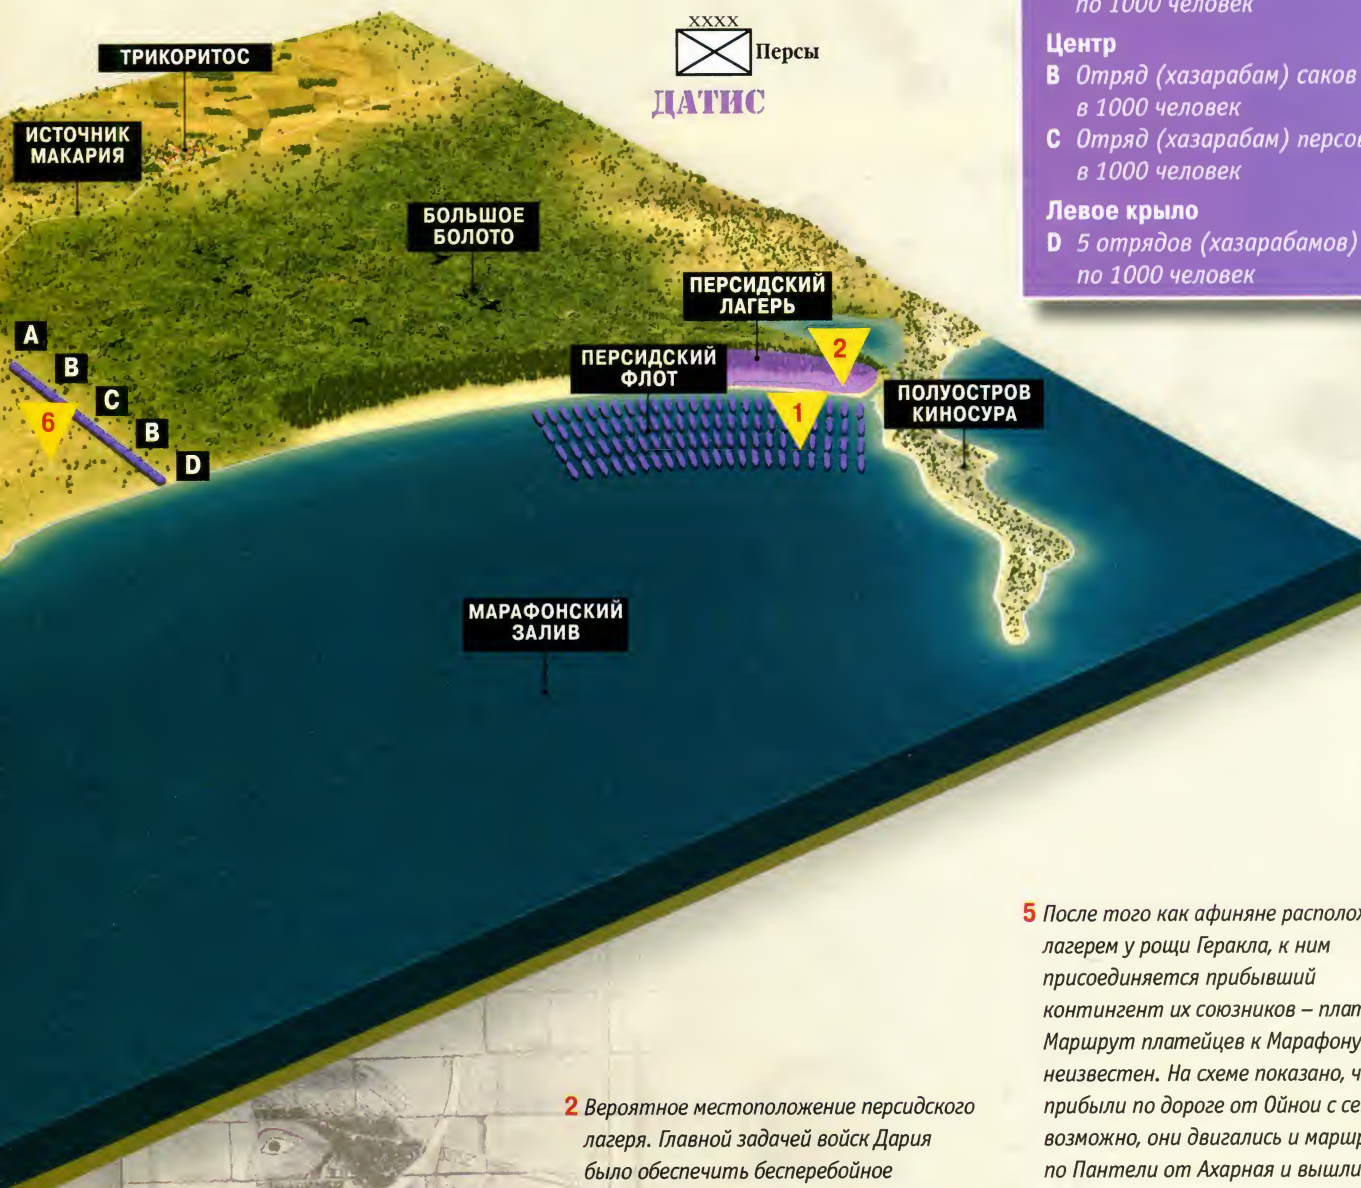 ТРИКОРИТОС
ИСТОЧНИК
МАКАРИЯ
БОЛЬШОЕ
БОЛОТО
ПЕРСИДСКИЙ
ЛАГЕРЬ
ПЕРСИДСКИЙ
ФЛОТ
ПОЛУОСТРОВ
КИНОСУРА
МАРАФОНСКИЙ
ЗАЛИВ
A
B
C
B
D
6
2
1
XXXX
Персы
ДАТИС
по 1000 человек
Центр
B Отряд (хазарабам) саков
в 1000 человек
C Отряд (хазарабам) персов
в 1000 человек
Левое крыло
D 5 отрядов (хазарабамов)
по 1000 человек
2 Вероятное местоположение персидского
лагеря. Главной задачей войск Дария
было обеспечить бесперебойное
5 После того как афиняне
лагерем у рощи Геракла, к ним
присоединяется прибывший
контингент их союзников –
Маршрут платейцев к Марафону
неизвестен. На схеме показано,
прибыли по дороге от Ойнои с
возможно, они двигались и
по Пантели от Ахарная и вышли